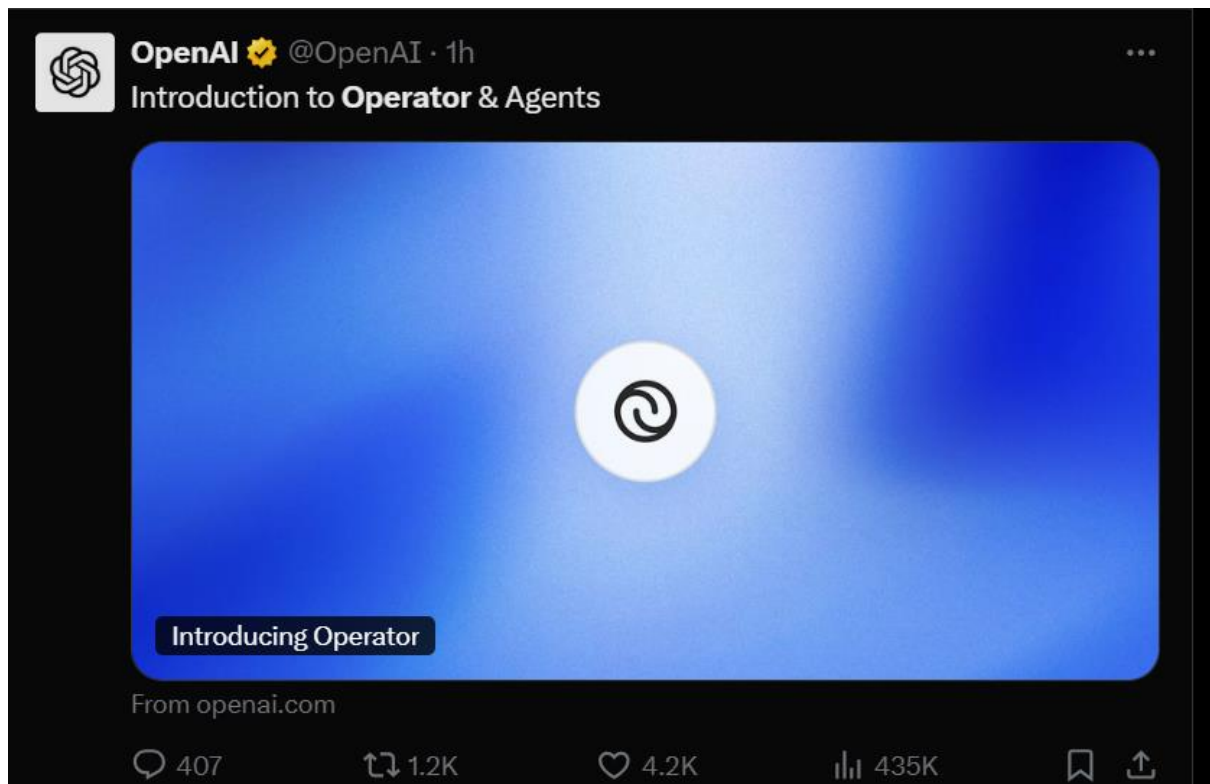 OpenAI @OpenAI · 1h
Introduction to Operator & Agents
Introducing Operator
From openai.com
407 1.2K 4.2K 435K